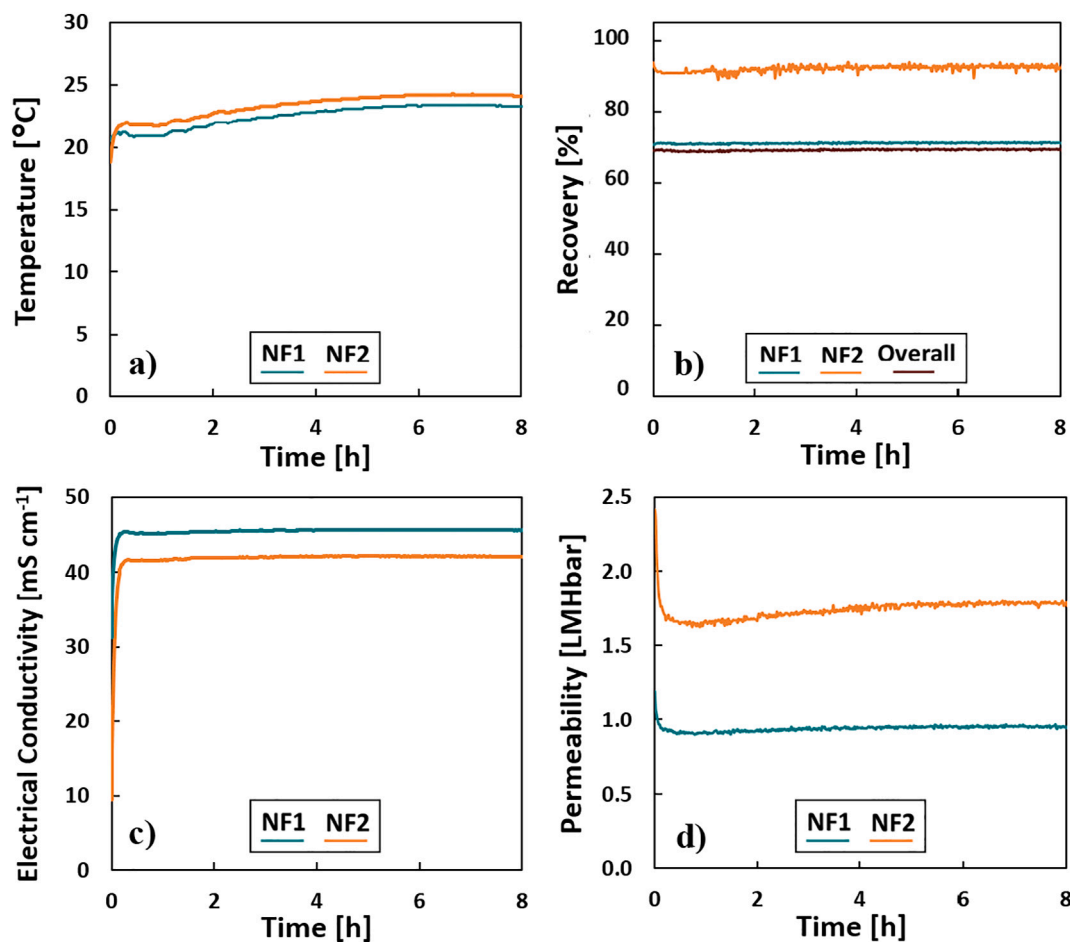 Temperature [°C]
30
25
20
15
10
5
0
a)
NF1 NF2
0 2 4 6 8
Time [h]
Recovery [%]
100
80
60
40
20
0
b)
NF1 NF2 Overall
0 2 4 6 8
Time [h]
Electrical Conductivity [mS cm-1]
50
40
30
20
10
0
c)
NF1 NF2
0 2 4 6 8
Time [h]
Permeability [LMHbar]
2.5
2.0
1.5
1.0
0.5
0.0
d)
NF1 NF2
0 2 4 6 8
Time [h]